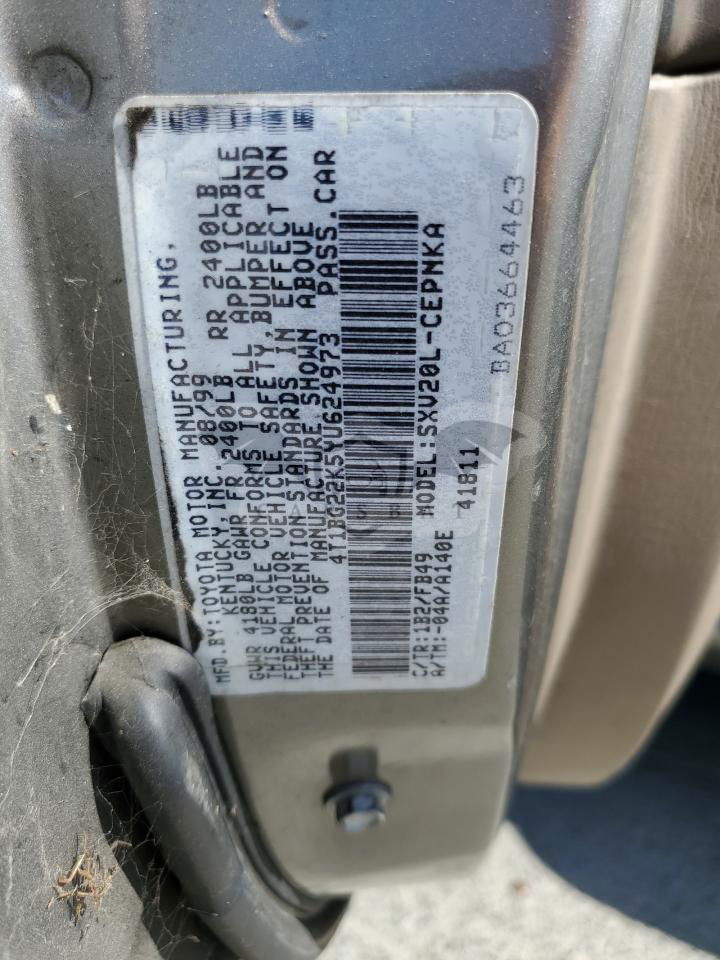 MFD. BY: TOYOTA MOTOR MANUFACTURING,
KENTUCKY, INC. 08/99
GVWR 4180LB GAWR FR 2400LB RR 2400LB
THIS VEHICLE CONFORMS TO ALL APPLICABLE
FEDERAL MOTOR VEHICLE SAFETY, BUMPER AND
THEFT PREVENTION STANDARDS IN EFFECT ON
THE DATE OF MANUFACTURE SHOWN ABOVE
4T1BG22K5YU624973 PASS.CAR
C/TR:1B2/FB49 MODEL:SXV20L-CEPNKA
A/TM:-04A/A140E 41811
BA03664463